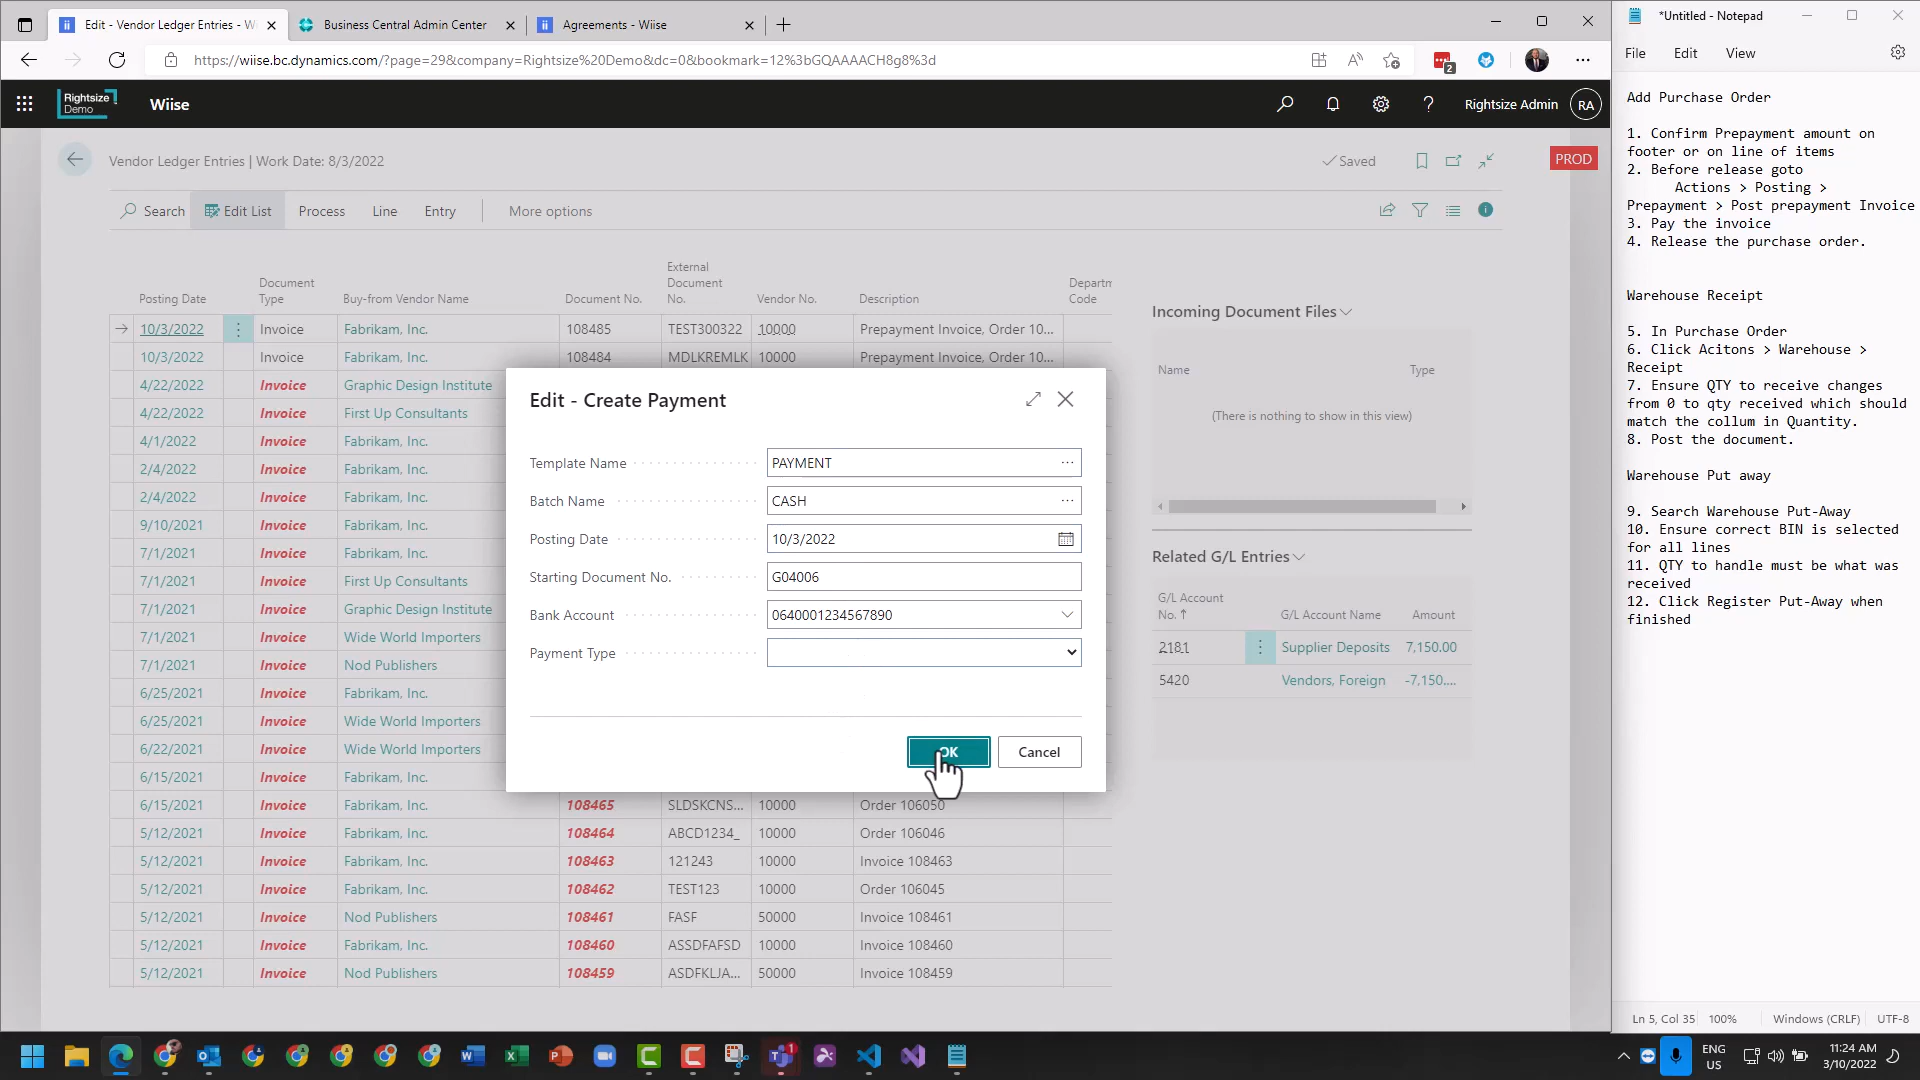 Edit - Vendor Ledger Entries - Wi
Business Central Admin Center
Agreements - Wiise
*Untitled - Notepad
https://wiise.bc.dynamics.com/?page=29&company=Rightsize%20Demo&dc=0&bookmark=12%3bGQAAAACH8g8%3d
2
File
Edit
View
Rightsize
Demo
Wiise
Rightsize Admin
RA
Vendor Ledger Entries | Work Date: 8/3/2022
Saved
PROD
Search
Edit List
Process
Line
Entry
More options
Posting Date
Document
Type
Buy-from Vendor Name
Document No.
External
Document
No.
Vendor No.
Description
Departm
Code
10/3/2022 Invoice Fabrikam, Inc. 108485 TEST300322 10000 Prepayment Invoice, Order 10...
10/3/2022 Invoice Fabrikam, Inc. 108484 MDLKREMLK 10000 Prepayment Invoice, Order 10...
4/22/2022 Invoice Graphic Design Institute
4/22/2022 Invoice First Up Consultants
4/1/2022 Invoice Fabrikam, Inc.
2/4/2022 Invoice Fabrikam, Inc.
2/4/2022 Invoice Fabrikam, Inc.
9/10/2021 Invoice Fabrikam, Inc.
7/1/2021 Invoice Fabrikam, Inc.
7/1/2021 Invoice First Up Consultants
7/1/2021 Invoice Graphic Design Institute
7/1/2021 Invoice Wide World Importers
7/1/2021 Invoice Nod Publishers
6/25/2021 Invoice Fabrikam, Inc.
6/25/2021 Invoice Wide World Importers
6/22/2021 Invoice Wide World Importers
6/15/2021 Invoice Fabrikam, Inc.
6/15/2021 Invoice Fabrikam, Inc. 108465 SLDSKCNS... 10000 Order 106050
5/12/2021 Invoice Fabrikam, Inc. 108464 ABCD1234_ 10000 Order 106046
5/12/2021 Invoice Fabrikam, Inc. 108463 121243 10000 Invoice 108463
5/12/2021 Invoice Fabrikam, Inc. 108462 TEST123 10000 Order 106045
5/12/2021 Invoice Nod Publishers 108461 FASF 50000 Invoice 108461
5/12/2021 Invoice Fabrikam, Inc. 108460 ASSDFAFSD 10000 Invoice 108460
5/12/2021 Invoice Nod Publishers 108459 ASDFKLJA... 50000 Invoice 108459
Edit - Create Payment
Template Name PAYMENT
Batch Name CASH
Posting Date 10/3/2022
Starting Document No. G04006
Bank Account 0640001234567890
Payment Type
OK
Cancel
Incoming Document Files
Name
Type
(There is nothing to show in this view)
Related G/L Entries
G/L Account
No. ↑
G/L Account Name
Amount
2181 Supplier Deposits 7,150.00
5420 Vendors, Foreign -7,150....
Add Purchase Order
1. Confirm Prepayment amount on
footer or on line of items
2. Before release goto
Actions > Posting >
Prepayment > Post prepayment Invoice
3. Pay the invoice
4. Release the purchase order.
Warehouse Receipt
5. In Purchase Order
6. Click Acitons > Warehouse >
Receipt
7. Ensure QTY to receive changes
from 0 to qty received which should
match the collum in Quantity.
8. Post the document.
Warehouse Put away
9. Search Warehouse Put-Away
10. Ensure correct BIN is selected
for all lines
11. QTY to handle must be what was
received
12. Click Register Put-Away when
finished
Ln 5, Col 35
100%
Windows (CRLF)
UTF-8
1
ENG
US
11:24 AM
3/10/2022